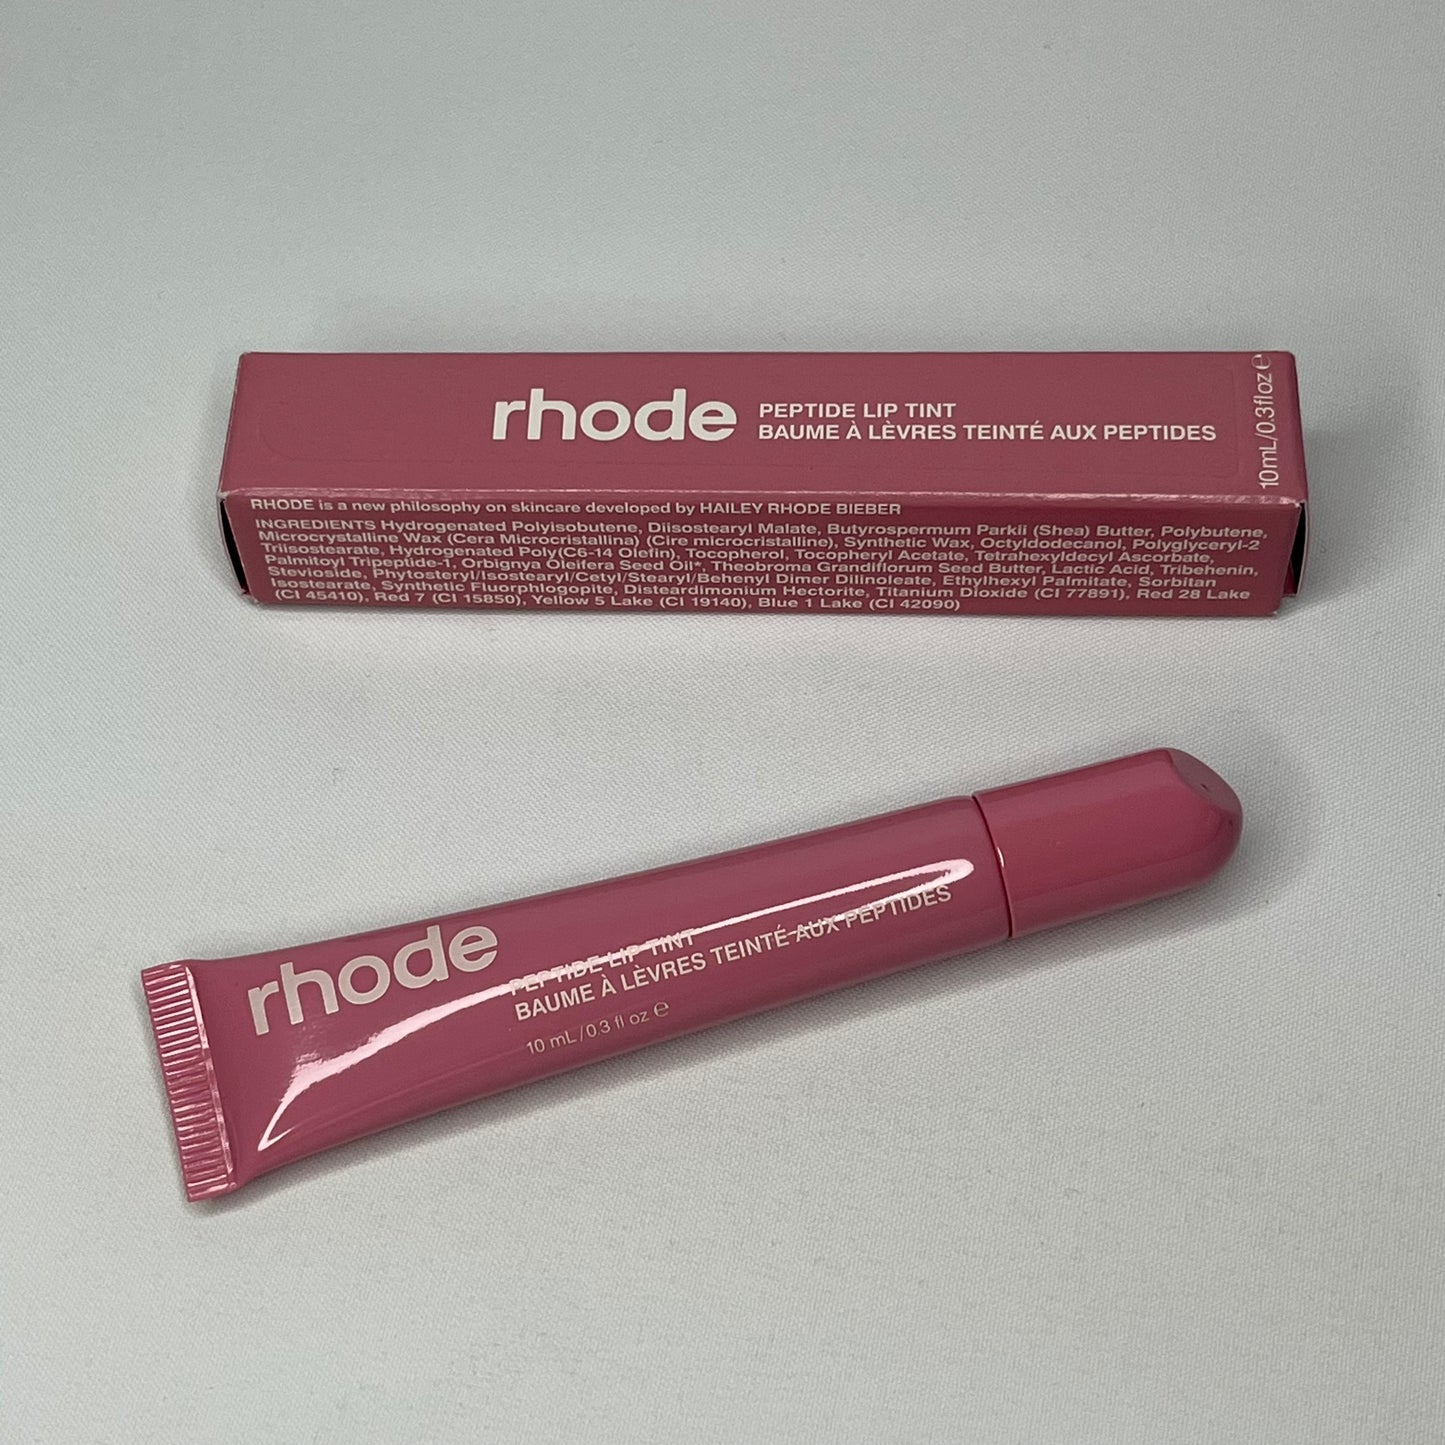 rhode
PEPTIDE LIP TINT
BAUME À LÈVRES TEINTÉ AUX PEPTIDES
10mL/0.3floz ℮
RHODE is a new philosophy on skincare developed by HAILEY RHODE BIEBER
INGREDIENTS Hydrogenated Polyisobutene, Diisostearyl Malate, Butyrospermum Parkii (Shea) Butter, Polybutene,
Microcrystalline Wax (Cera Microcristallina) (Cire microcristalline), Synthetic Wax, Octyldodecanol, Polyglyceryl-2
Triisostearate, Hydrogenated Poly(C6-14 Olefin), Tocopherol, Tocopheryl Acetate, Tetrahexyldecyl Ascorbate,
Palmitoyl Tripeptide-1, Orbignya Oleifera Seed Oil*, Theobroma Grandiflorum Seed Butter, Lactic Acid, Tribehenin,
Stevioside, Phytosteryl/Isostearyl/Cetyl/Stearyl/Behenyl Dimer Dilinoleate, Ethylhexyl Palmitate, Sorbitan
Isostearate, Synthetic Fluorphlogopite, Disteardimonium Hectorite, Titanium Dioxide (CI 77891), Red 28 Lake
(CI 45410), Red 7 (CI 15850), Yellow 5 Lake (CI 19140), Blue 1 Lake (CI 42090)
rhode
PEPTIDE LIP TINT
BAUME À LÈVRES TEINTÉ AUX PEPTIDES
10 mL/0.3 fl oz ℮